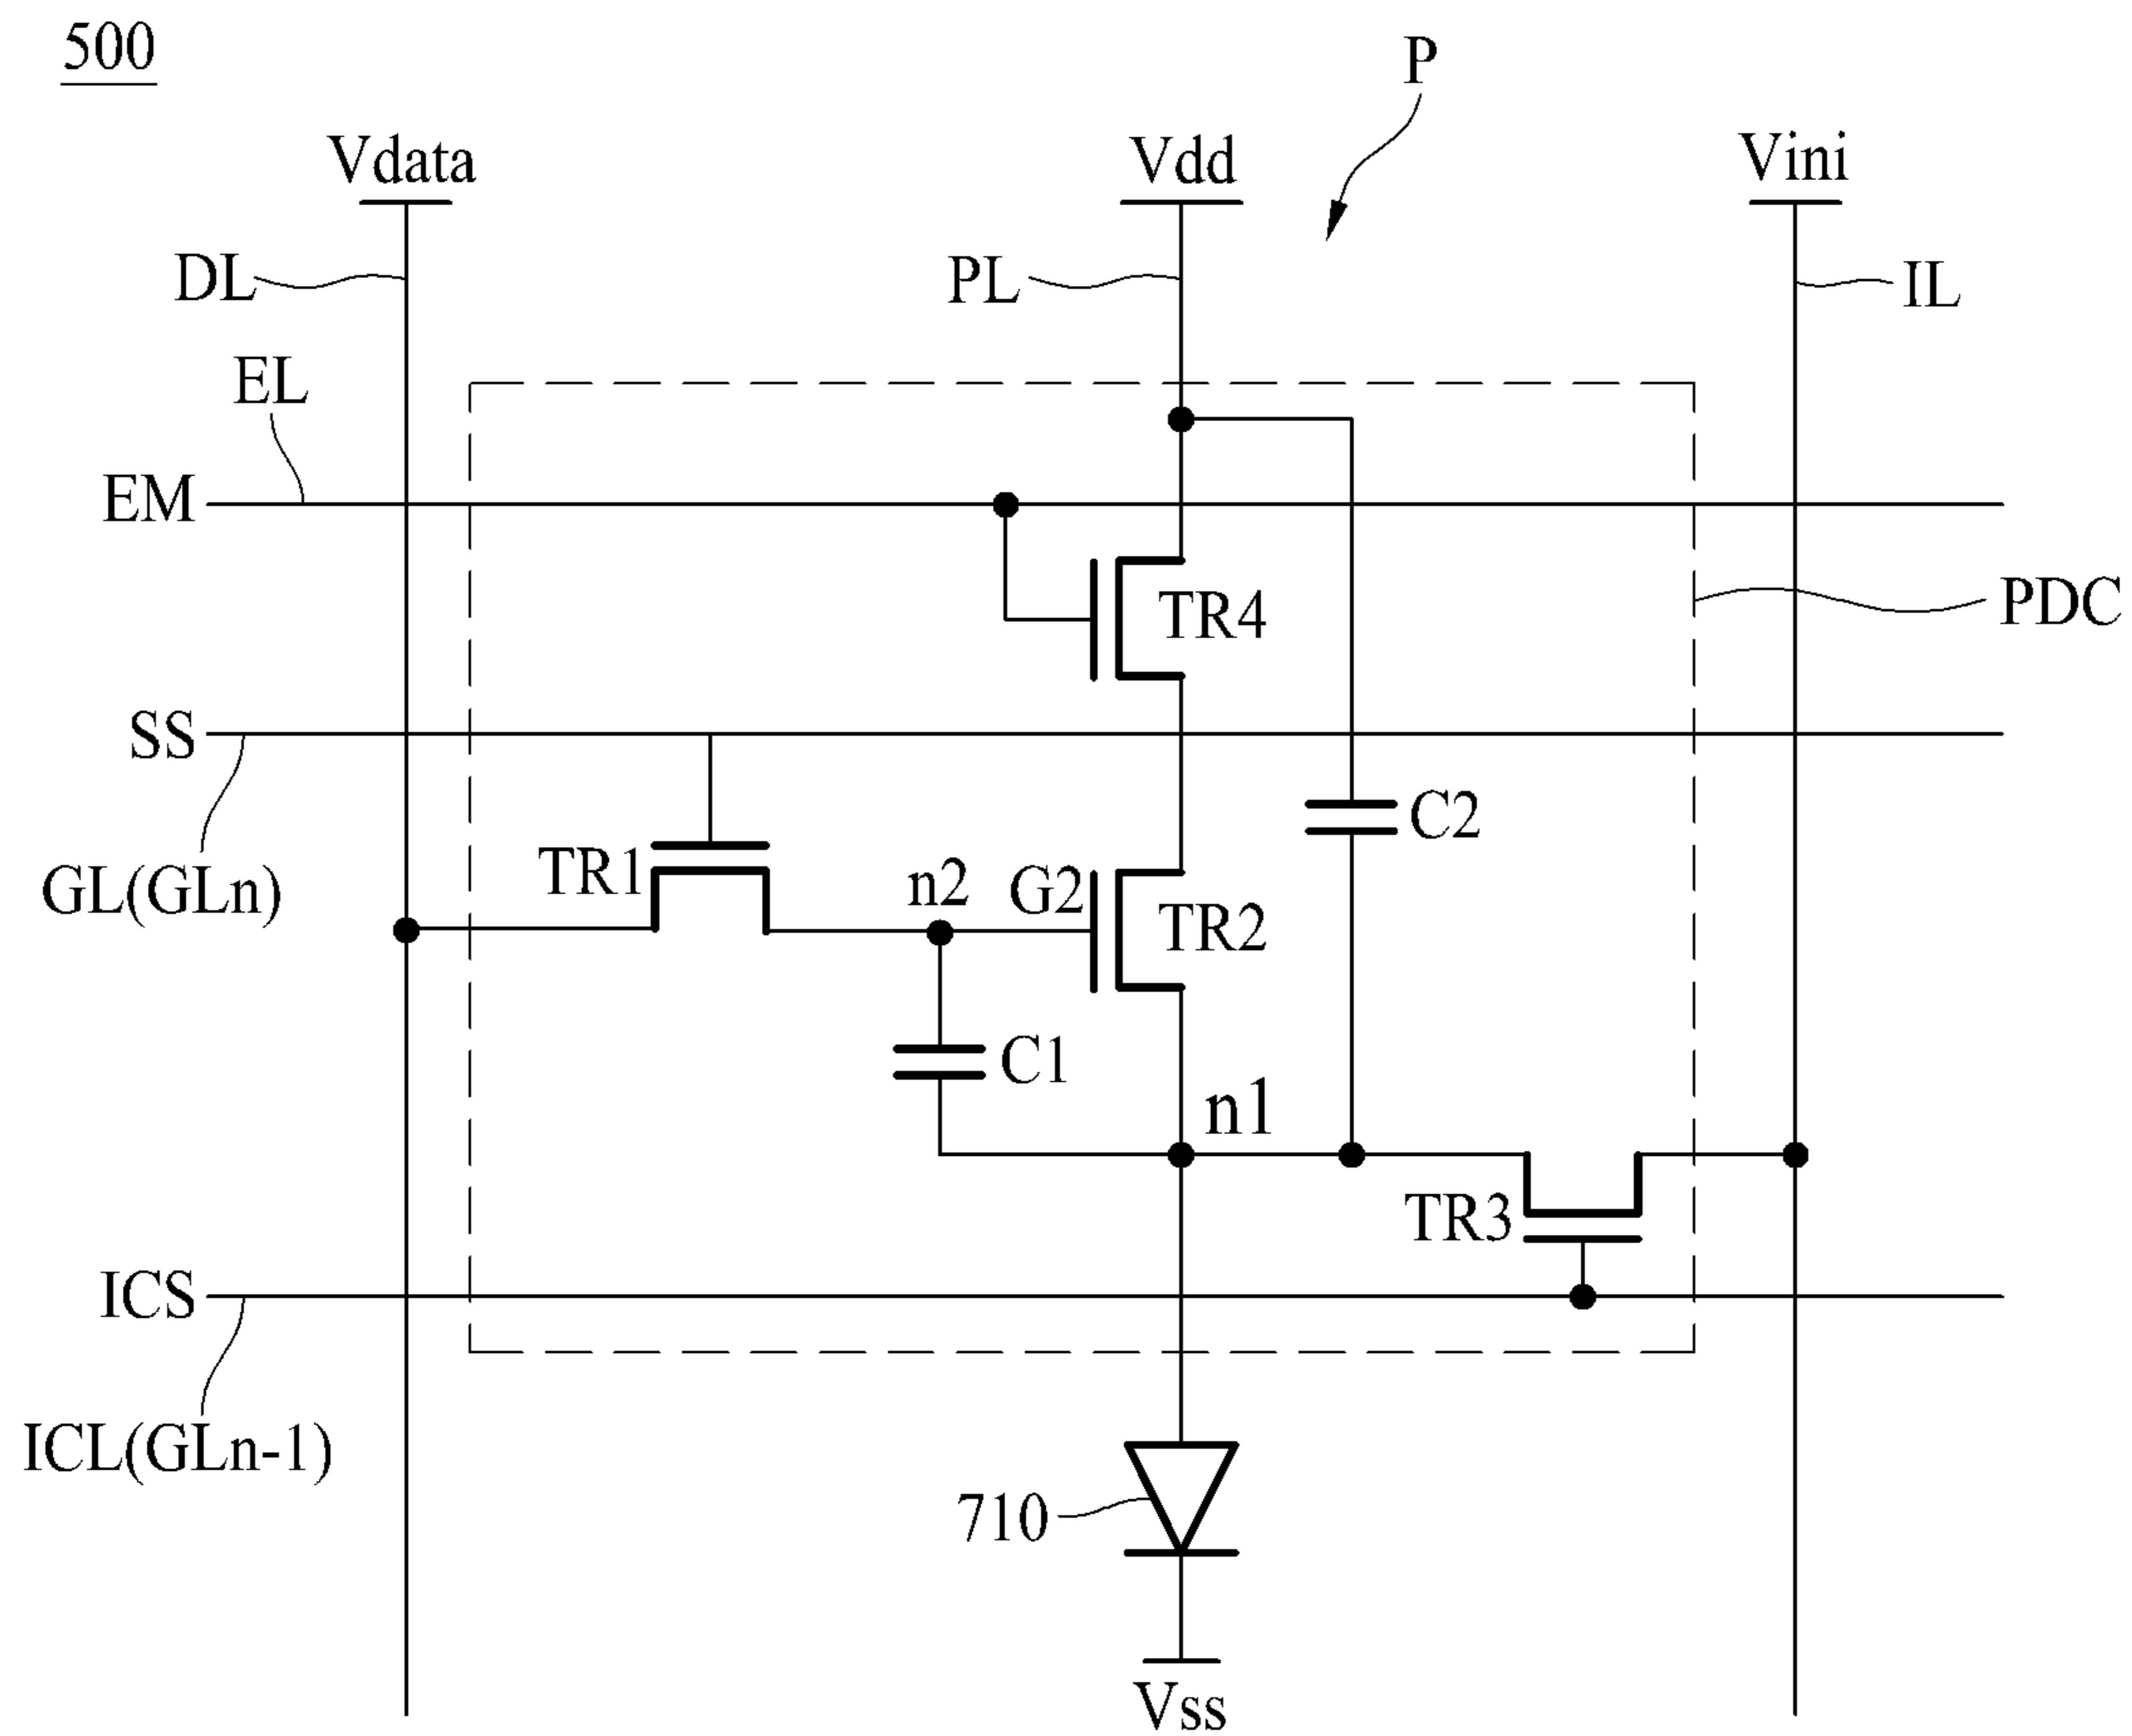 500
P
Vdata
Vdd
Vini
DL
PL
IL
EL
EM
TR4
PDC
SS
C2
TR1
n2
G2
GL(GLn)
TR2
C1
n1
TR3
ICS
ICL(GLn-1)
710
Vss